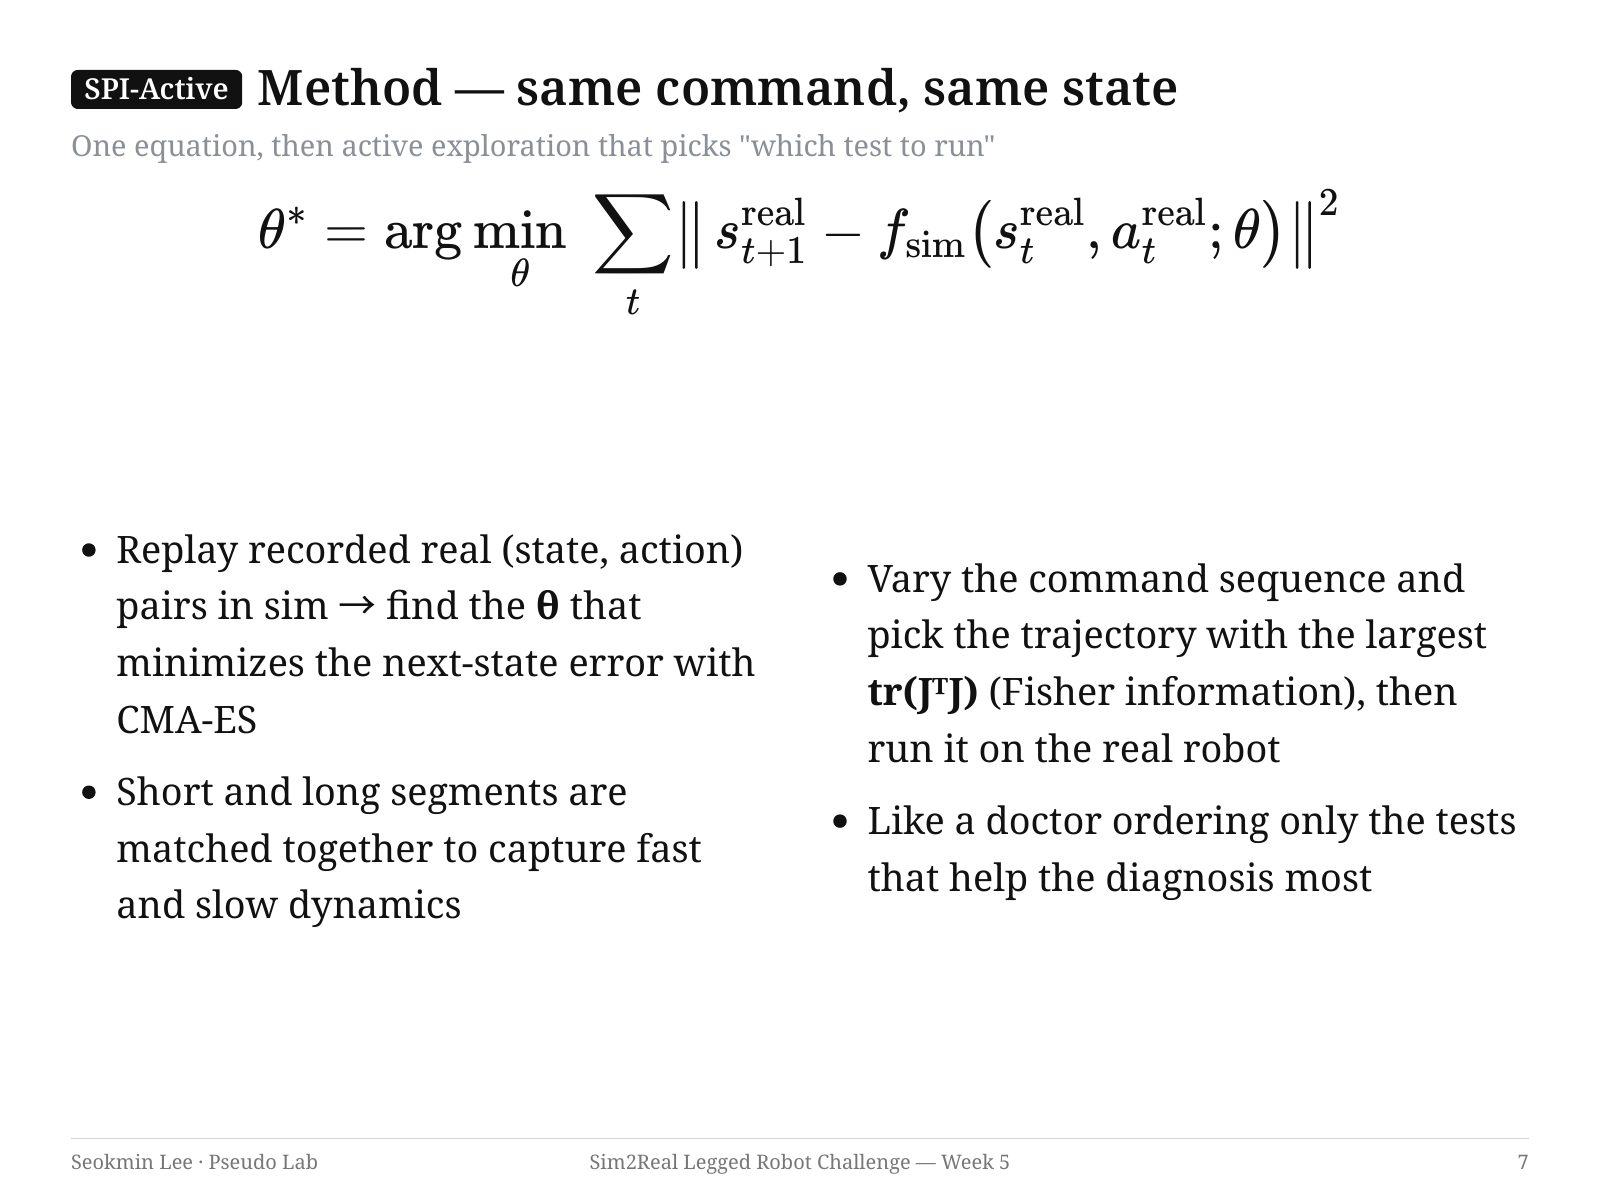 SPI-Active Method — same command, same state
One equation, then active exploration that picks "which test to run"
θ* = arg min_θ ∑_t ‖ s_{t+1}^{real} − f_{sim}(s_t^{real}, a_t^{real}; θ) ‖²
• Replay recorded real (state, action)
pairs in sim → find the θ that
minimizes the next-state error with
CMA-ES
• Short and long segments are
matched together to capture fast
and slow dynamics
• Vary the command sequence and
pick the trajectory with the largest
tr(JᵀJ) (Fisher information), then
run it on the real robot
• Like a doctor ordering only the tests
that help the diagnosis most
Seokmin Lee · Pseudo Lab
Sim2Real Legged Robot Challenge — Week 5
7